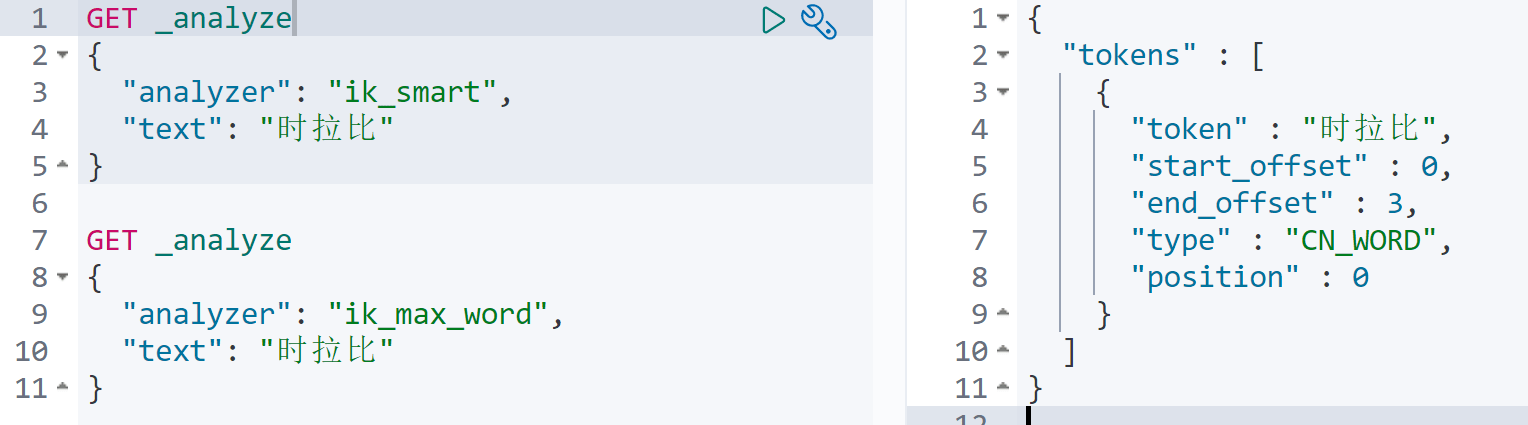 1 GET _analyze
2 {
3 "analyzer": "ik_smart",
4 "text": "时拉比"
5 }
6
7 GET _analyze
8 {
9 "analyzer": "ik_max_word",
10 "text": "时拉比"
11 }
1 {
2 "tokens" : [
3 {
4 "token" : "时拉比",
5 "start_offset" : 0,
6 "end_offset" : 3,
7 "type" : "CN_WORD",
8 "position" : 0
9 }
10 ]
11 }
12